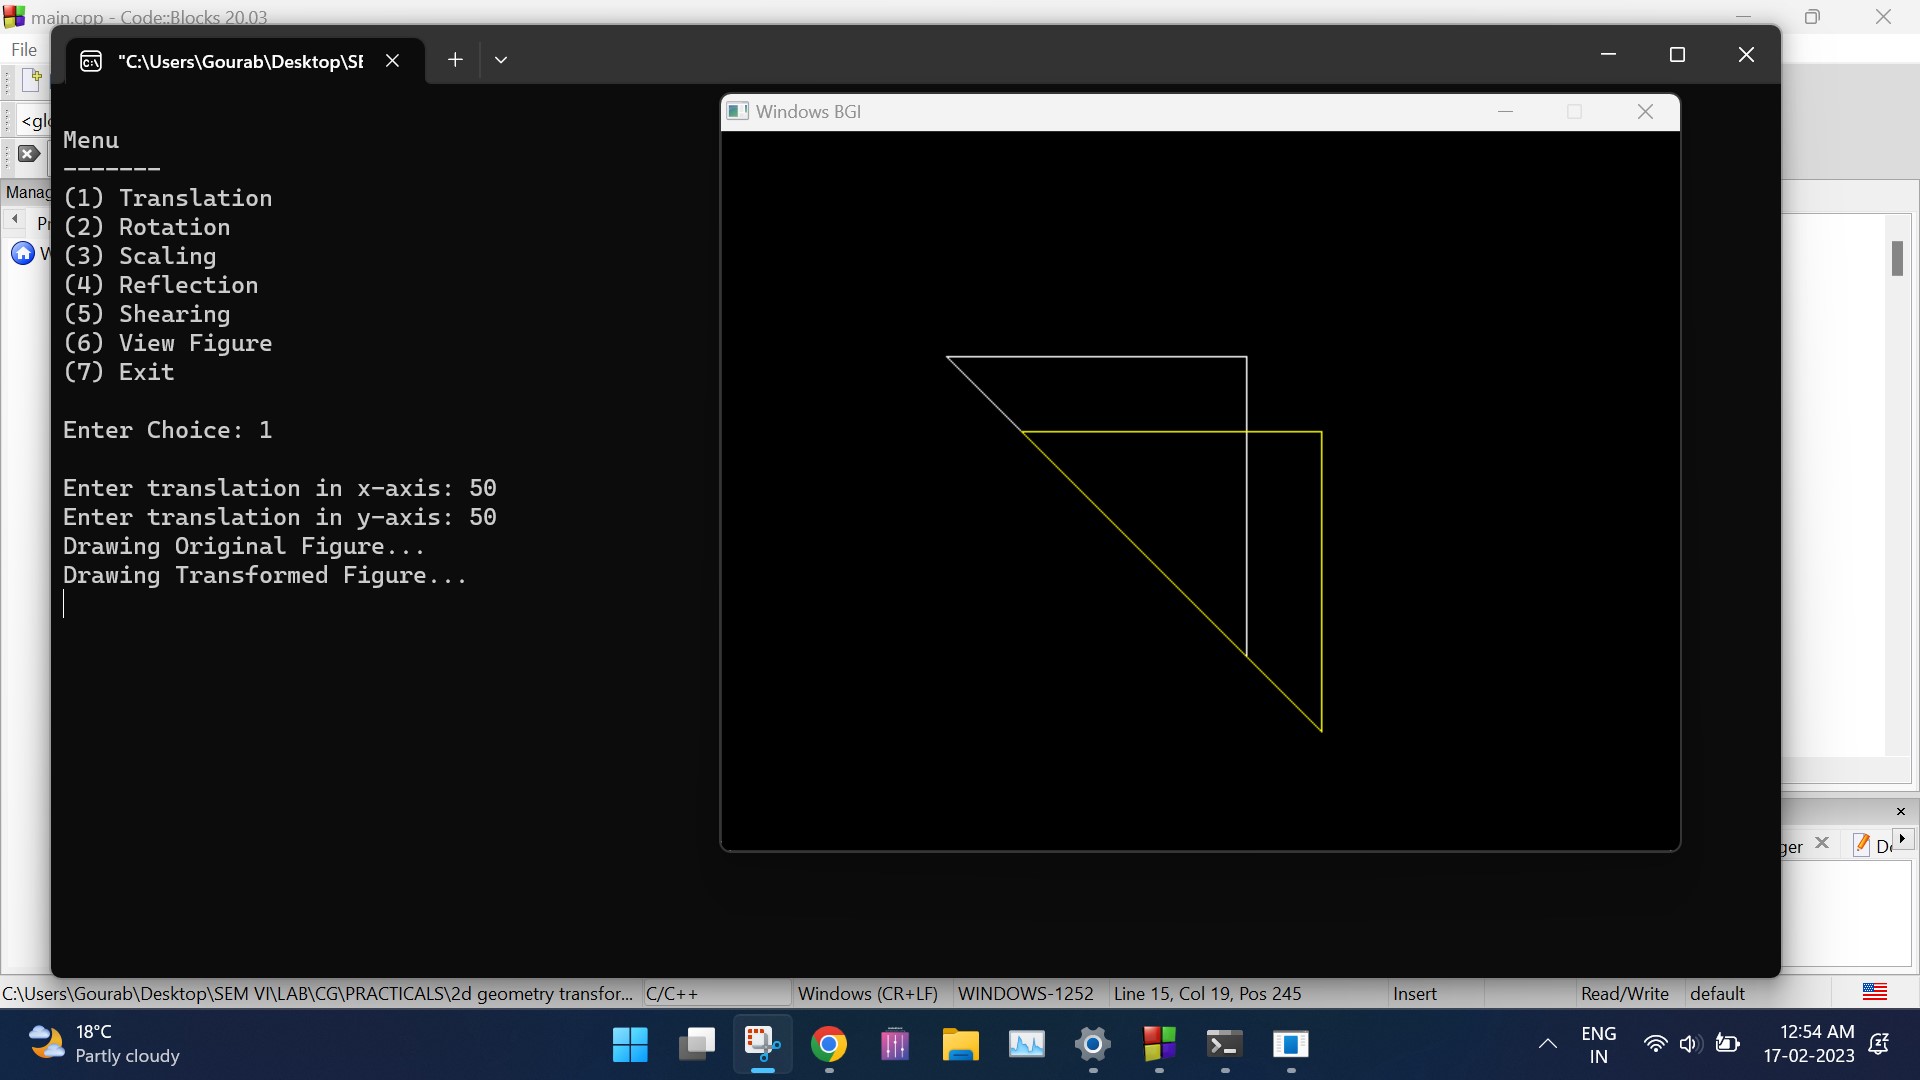 main.cpp - Code::Blocks 20.03
File
"C:\Users\Gourab\Desktop\SE
Windows BGI
<glo
Menu
-------
Manag
(1) Translation
(2) Rotation
(3) Scaling
(4) Reflection
(5) Shearing
(6) View Figure
(7) Exit
Enter Choice: 1
Enter translation in x-axis: 50
Enter translation in y-axis: 50
Drawing Original Figure...
Drawing Transformed Figure...
C:\Users\Gourab\Desktop\SEM VI\LAB\CG\PRACTICALS\2d geometry transfor... C/C++ Windows (CR+LF) WINDOWS-1252 Line 15, Col 19, Pos 245 Insert Read/Write default
18°C
Partly cloudy
ENG
IN
12:54 AM
17-02-2023